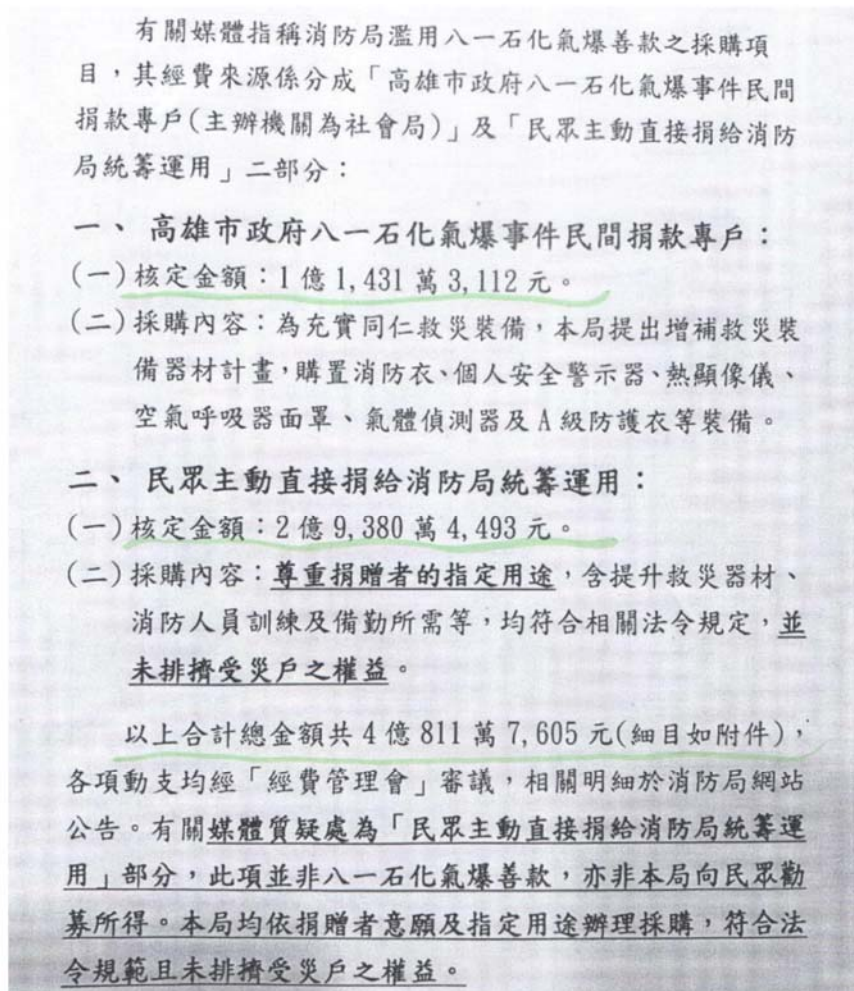 有關媒體指稱消防局濫用八一石化氣爆善款之採購項
目，其經費來源係分成「高雄市政府八一石化氣爆事件民間
捐款專戶(主辦機關為社會局)」及「民眾主動直接捐給消防
局統籌運用」二部分：
一、 高雄市政府八一石化氣爆事件民間捐款專戶：
(一)核定金額：1億1,431萬3,112元。
(二)採購內容：為充實同仁救災裝備，本局提出增補救災裝
備器材計畫，購置消防衣、個人安全警示器、熱顯像儀、
空氣呼吸器面罩、氣體偵測器及A級防護衣等裝備。
二、 民眾主動直接捐給消防局統籌運用：
(一)核定金額：2億9,380萬4,493元。
(二)採購內容：尊重捐贈者的指定用途，含提升救災器材、
消防人員訓練及備勤所需等，均符合相關法令規定，並
未排擠受災戶之權益。
以上合計總金額共4億811萬7,605元(細目如附件)，
各項動支均經「經費管理會」審議，相關明細於消防局網站
公告。有關媒體質疑處為「民眾主動直接捐給消防局統籌運
用」部分，此項並非八一石化氣爆善款，亦非本局向民眾勸
募所得。本局均依捐贈者意願及指定用途辦理採購，符合法
令規範且未排擠受災戶之權益。